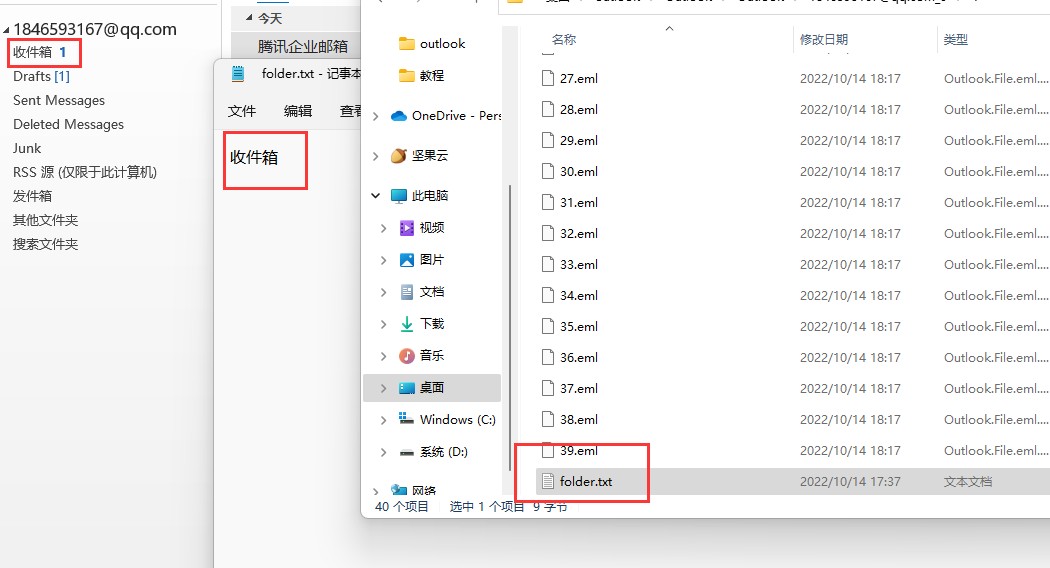 1846593167@qq.com
收件箱 1
Drafts [1]
Sent Messages
Deleted Messages
Junk
RSS 源 (仅限于此计算机)
发件箱
其他文件夹
搜索文件夹
今天
腾讯企业邮箱
folder.txt - 记事本
文件 编辑 查看
收件箱
outlook
教程
OneDrive - Pers
坚果云
此电脑
视频
图片
文档
下载
音乐
桌面
Windows (C:)
系统 (D:)
网络
名称 修改日期 类型
27.eml 2022/10/14 18:17 Outlook.File.eml....
28.eml 2022/10/14 18:17 Outlook.File.eml....
29.eml 2022/10/14 18:17 Outlook.File.eml....
30.eml 2022/10/14 18:17 Outlook.File.eml....
31.eml 2022/10/14 18:17 Outlook.File.eml....
32.eml 2022/10/14 18:17 Outlook.File.eml....
33.eml 2022/10/14 18:17 Outlook.File.eml....
34.eml 2022/10/14 18:17 Outlook.File.eml....
35.eml 2022/10/14 18:17 Outlook.File.eml....
36.eml 2022/10/14 18:17 Outlook.File.eml....
37.eml 2022/10/14 18:17 Outlook.File.eml....
38.eml 2022/10/14 18:17 Outlook.File.eml....
39.eml 2022/10/14 18:17 Outlook.File.eml....
folder.txt 2022/10/14 17:37 文本文档
40 个项目 选中 1 个项目 9 字节